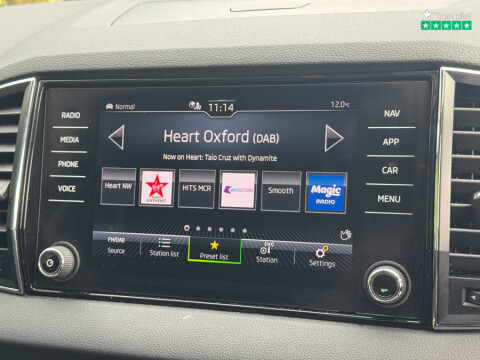 Trustpilot
RADIO
MEDIA
PHONE
VOICE
Normal
11:14
12.0°C
Heart Oxford (DAB)
Now on Heart: Taio Cruz with Dynamite
Heart NW
ANTHEMS
HITS MCR
Smooth
Magic
RADIO
FM/DAB
Source
Station list
Preset list
Station
Settings
NAV
APP
CAR
MENU